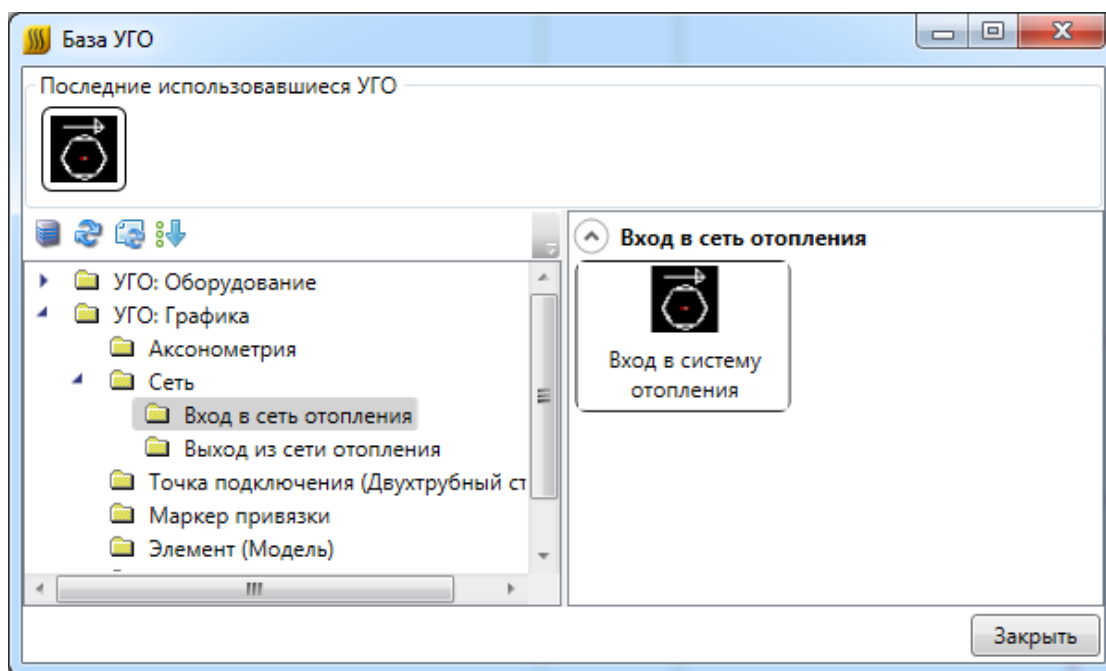 База УГО
Последние использовавшиеся УГО
УГО: Оборудование
УГО: Графика
Аксонометрия
Сеть
Вход в сеть отопления
Выход из сети отопления
Точка подключения (Двухтрубный ст
Маркер привязки
Элемент (Модель)
Вход в сеть отопления
Вход в систему
отопления
Закрыть